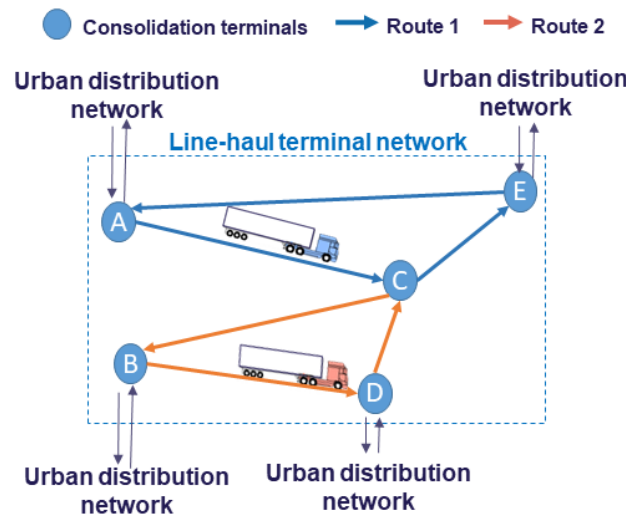 Consolidation terminals
Route 1
Route 2
Urban distribution
network
Urban distribution
network
Line-haul terminal network
A
E
C
B
D
Urban distribution
network
Urban distribution
network